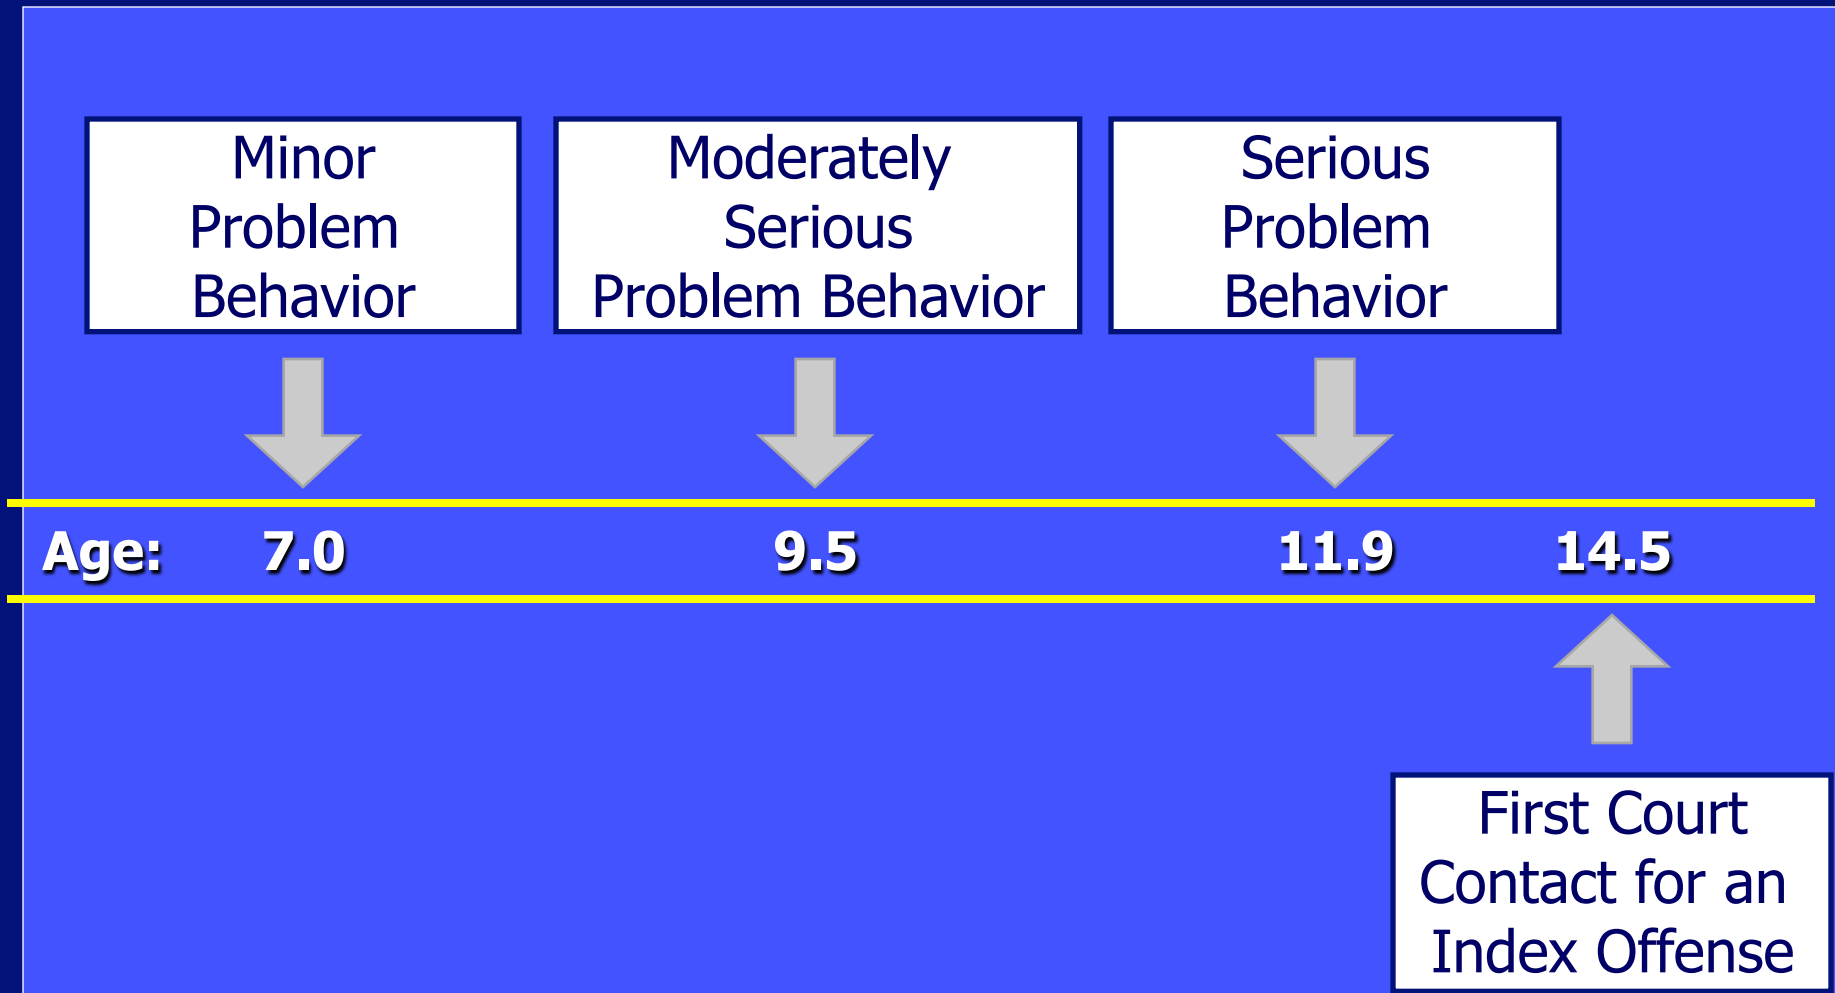 Minor
Problem
Behavior
Moderately
Serious
Problem Behavior
Serious
Problem
Behavior
Age: 7.0 9.5 11.9 14.5
First Court
Contact for an
Index Offense